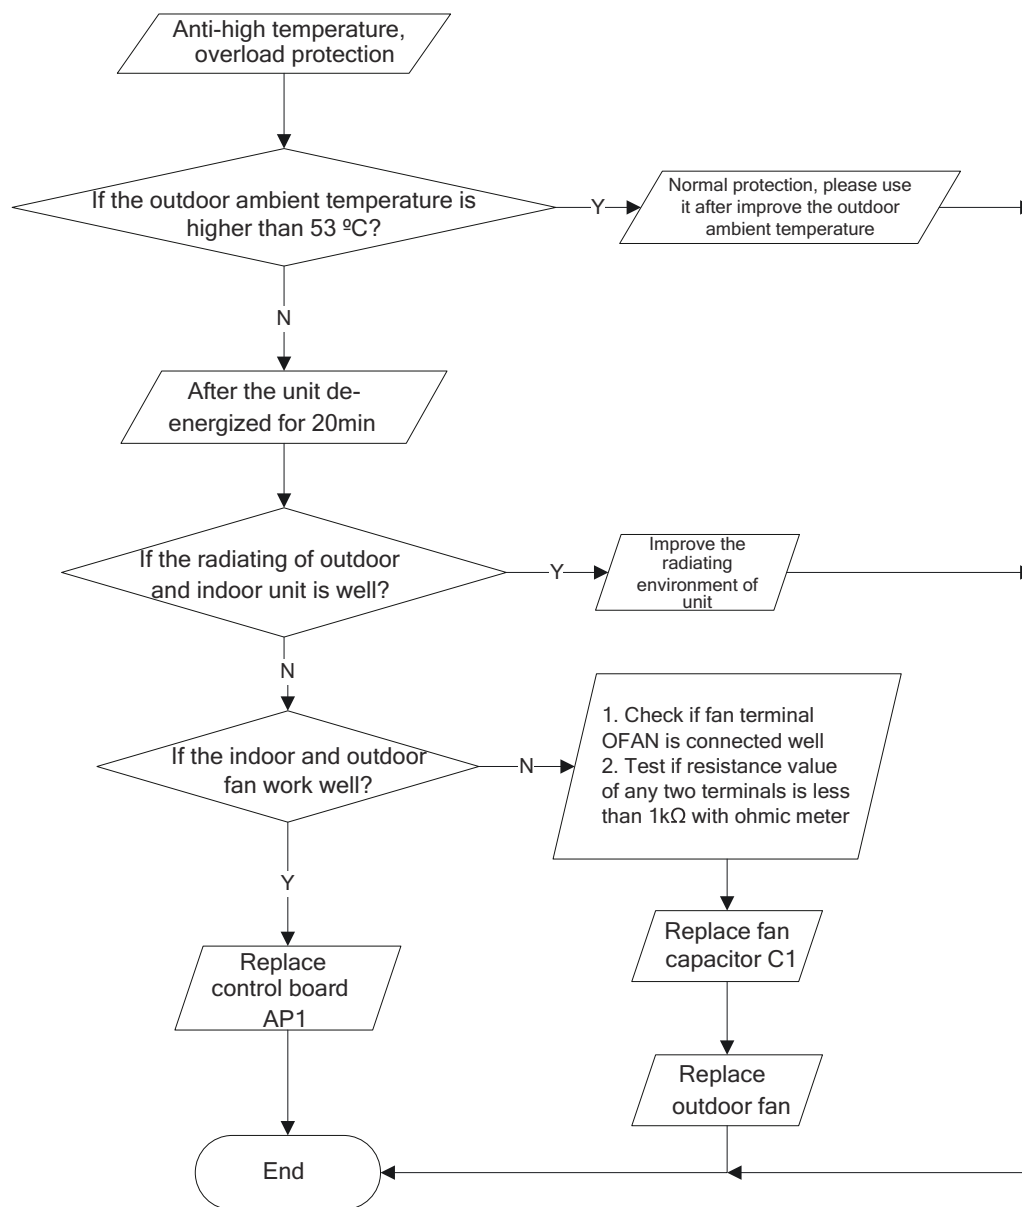 Anti-high temperature,
overload protection
If the outdoor ambient temperature is
higher than 53 ºC?
Y
Normal protection, please use
it after improve the outdoor
ambient temperature
N
After the unit de-
energized for 20min
If the radiating of outdoor
and indoor unit is well?
Y
Improve the
radiating
environment of
unit
N
If the indoor and outdoor
fan work well?
N
1. Check if fan terminal
OFAN is connected well
2. Test if resistance value
of any two terminals is less
than 1kΩ with ohmic meter
Y
Replace
control board
AP1
Replace fan
capacitor C1
Replace
outdoor fan
End